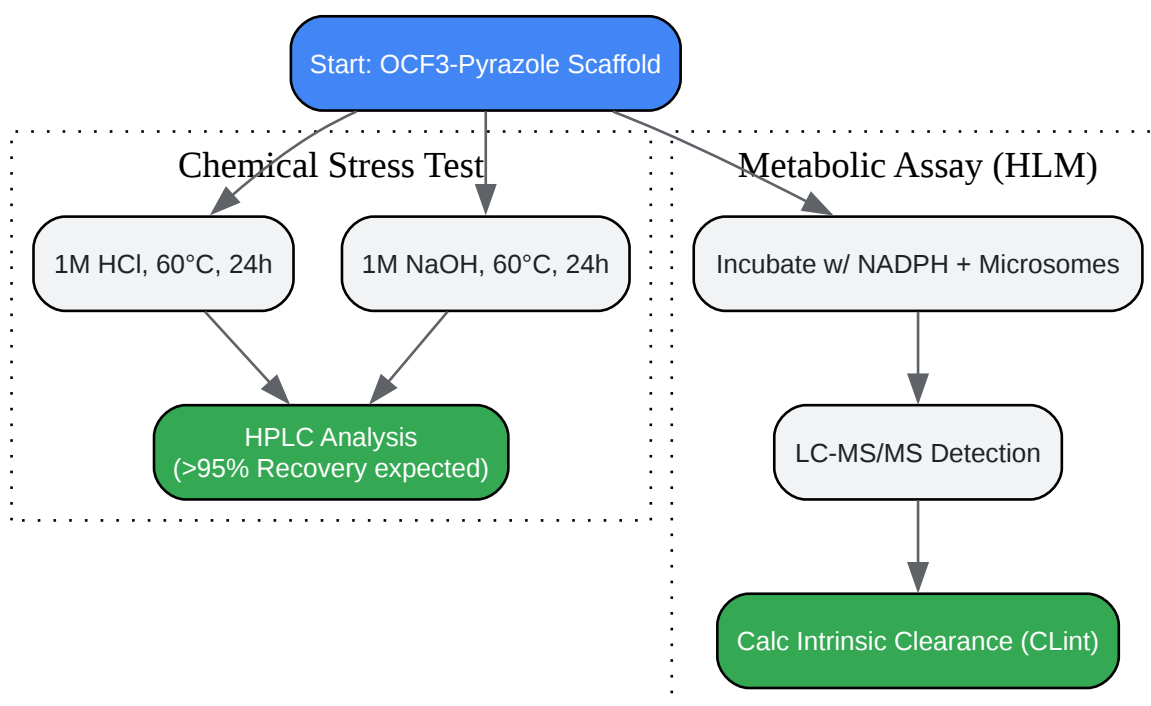 Start: OCF3-Pyrazole Scaffold
Chemical Stress Test
1M HCl, 60°C, 24h
1M NaOH, 60°C, 24h
HPLC Analysis
(>95% Recovery expected)
Metabolic Assay (HLM)
Incubate w/ NADPH + Microsomes
LC-MS/MS Detection
Calc Intrinsic Clearance (CLint)